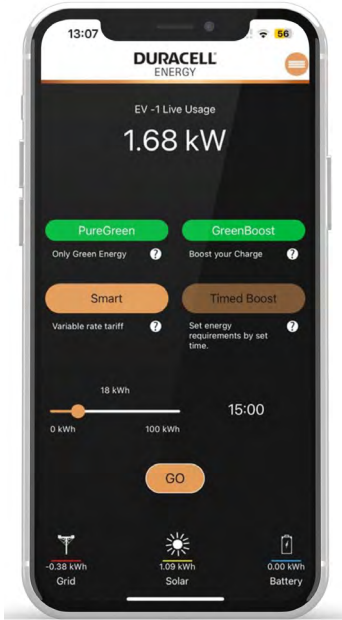 13:07
56
DURACELL
ENERGY
EV -1 Live Usage
1.68 kW
PureGreen
GreenBoost
Only Green Energy ?
Boost your Charge ?
Smart
Timed Boost
Variable rate tariff ?
Set energy ?
requirements by set
time.
18 kWh
15:00
0 kWh
100 kWh
GO
-0.38 kWh
1.09 kWh
0.00 kWh
Grid
Solar
Battery